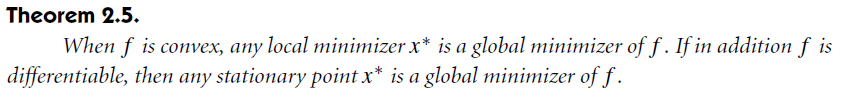 Theorem 2.5.
When f is convex, any local minimizer x* is a global minimizer of f. If in addition f is
differentiable, then any stationary point x* is a global minimizer of f.